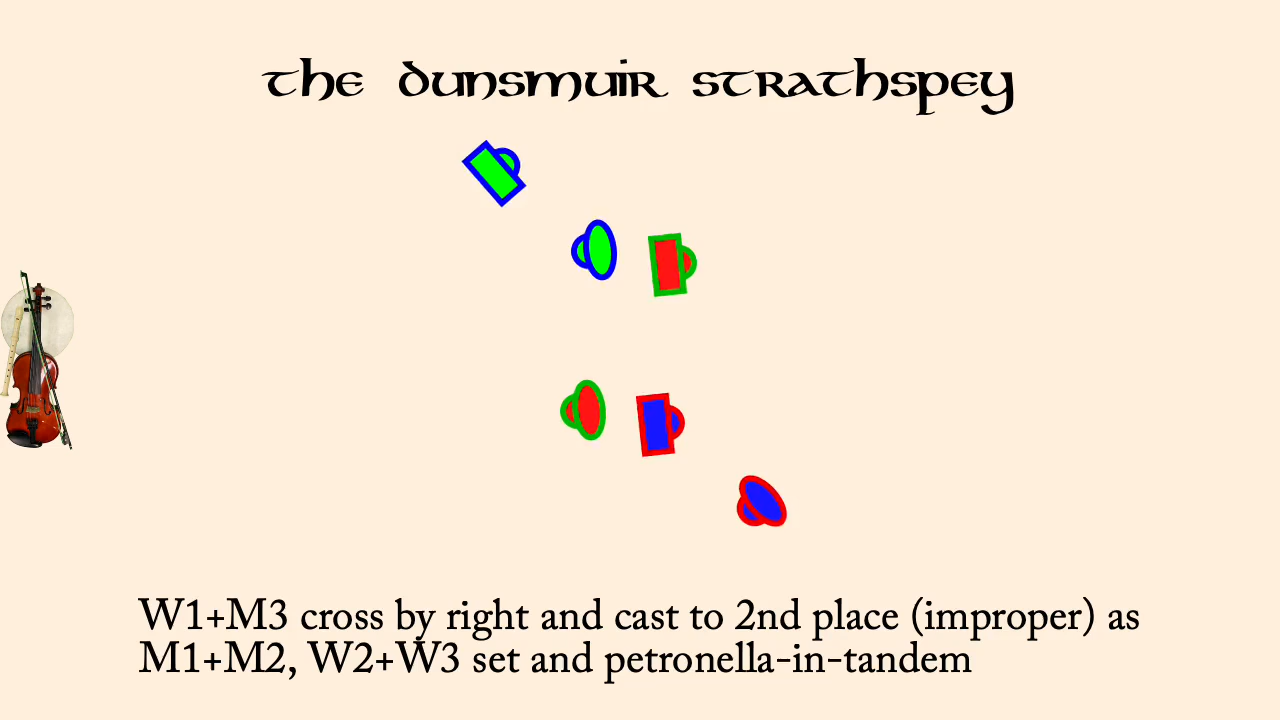 the dunsmuir strathspey
W1+M3 cross by right and cast to 2nd place (improper) as
M1+M2, W2+W3 set and petronella-in-tandem